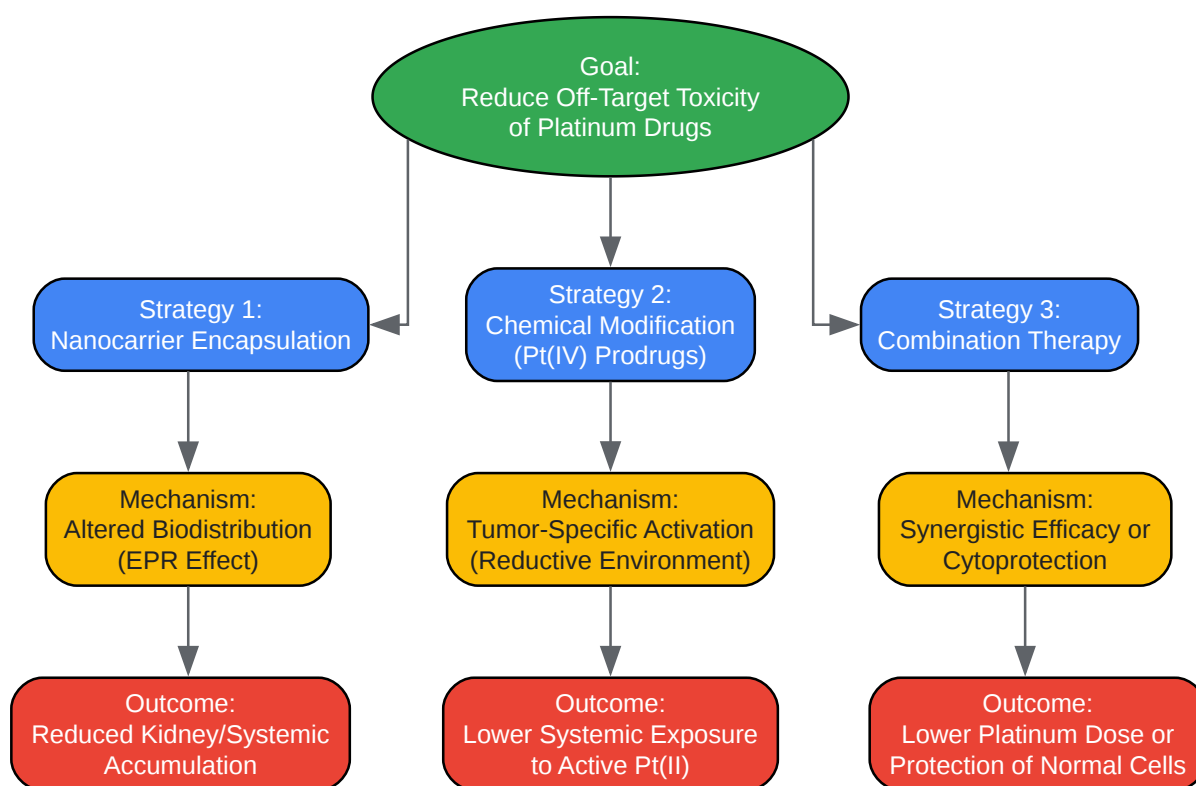 Goal:
Reduce Off-Target Toxicity
of Platinum Drugs
Strategy 1:
Nanocarrier Encapsulation
Strategy 2:
Chemical Modification
(Pt(IV) Prodrugs)
Strategy 3:
Combination Therapy
Mechanism:
Altered Biodistribution
(EPR Effect)
Mechanism:
Tumor-Specific Activation
(Reductive Environment)
Mechanism:
Synergistic Efficacy or
Cytoprotection
Outcome:
Reduced Kidney/Systemic
Accumulation
Outcome:
Lower Systemic Exposure
to Active Pt(II)
Outcome:
Lower Platinum Dose or
Protection of Normal Cells